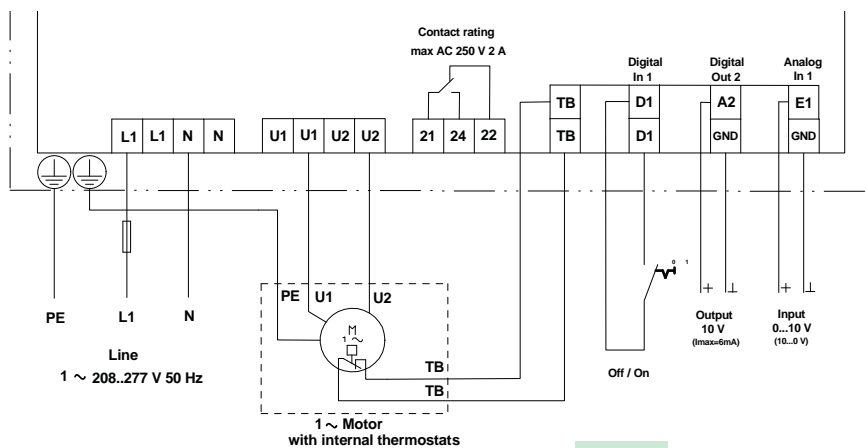 Contact rating
max AC 250 V 2 A
Digital
In 1
Digital
Out 2
Analog
In 1
TB
D1
A2
E1
L1 L1 N N
U1 U1 U2 U2
21 24 22
TB
D1
GND
GND
0 1
PE
L1
N
PE U1 U2
M
1 ~
TB
TB
+ ⊥
+ ⊥
Output
10 V
(Imax=6mA)
Input
0...10 V
(10...0 V)
Off / On
Line
1 ~ 208..277 V 50 Hz
1 ~ Motor
with internal thermostats